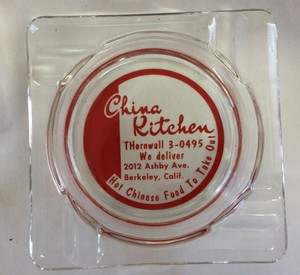 China
Kitchen
THornwall 3-0495
We deliver
2012 Ashby Ave.
Berkeley, Calif.
Hot Chinese Food To Take Out